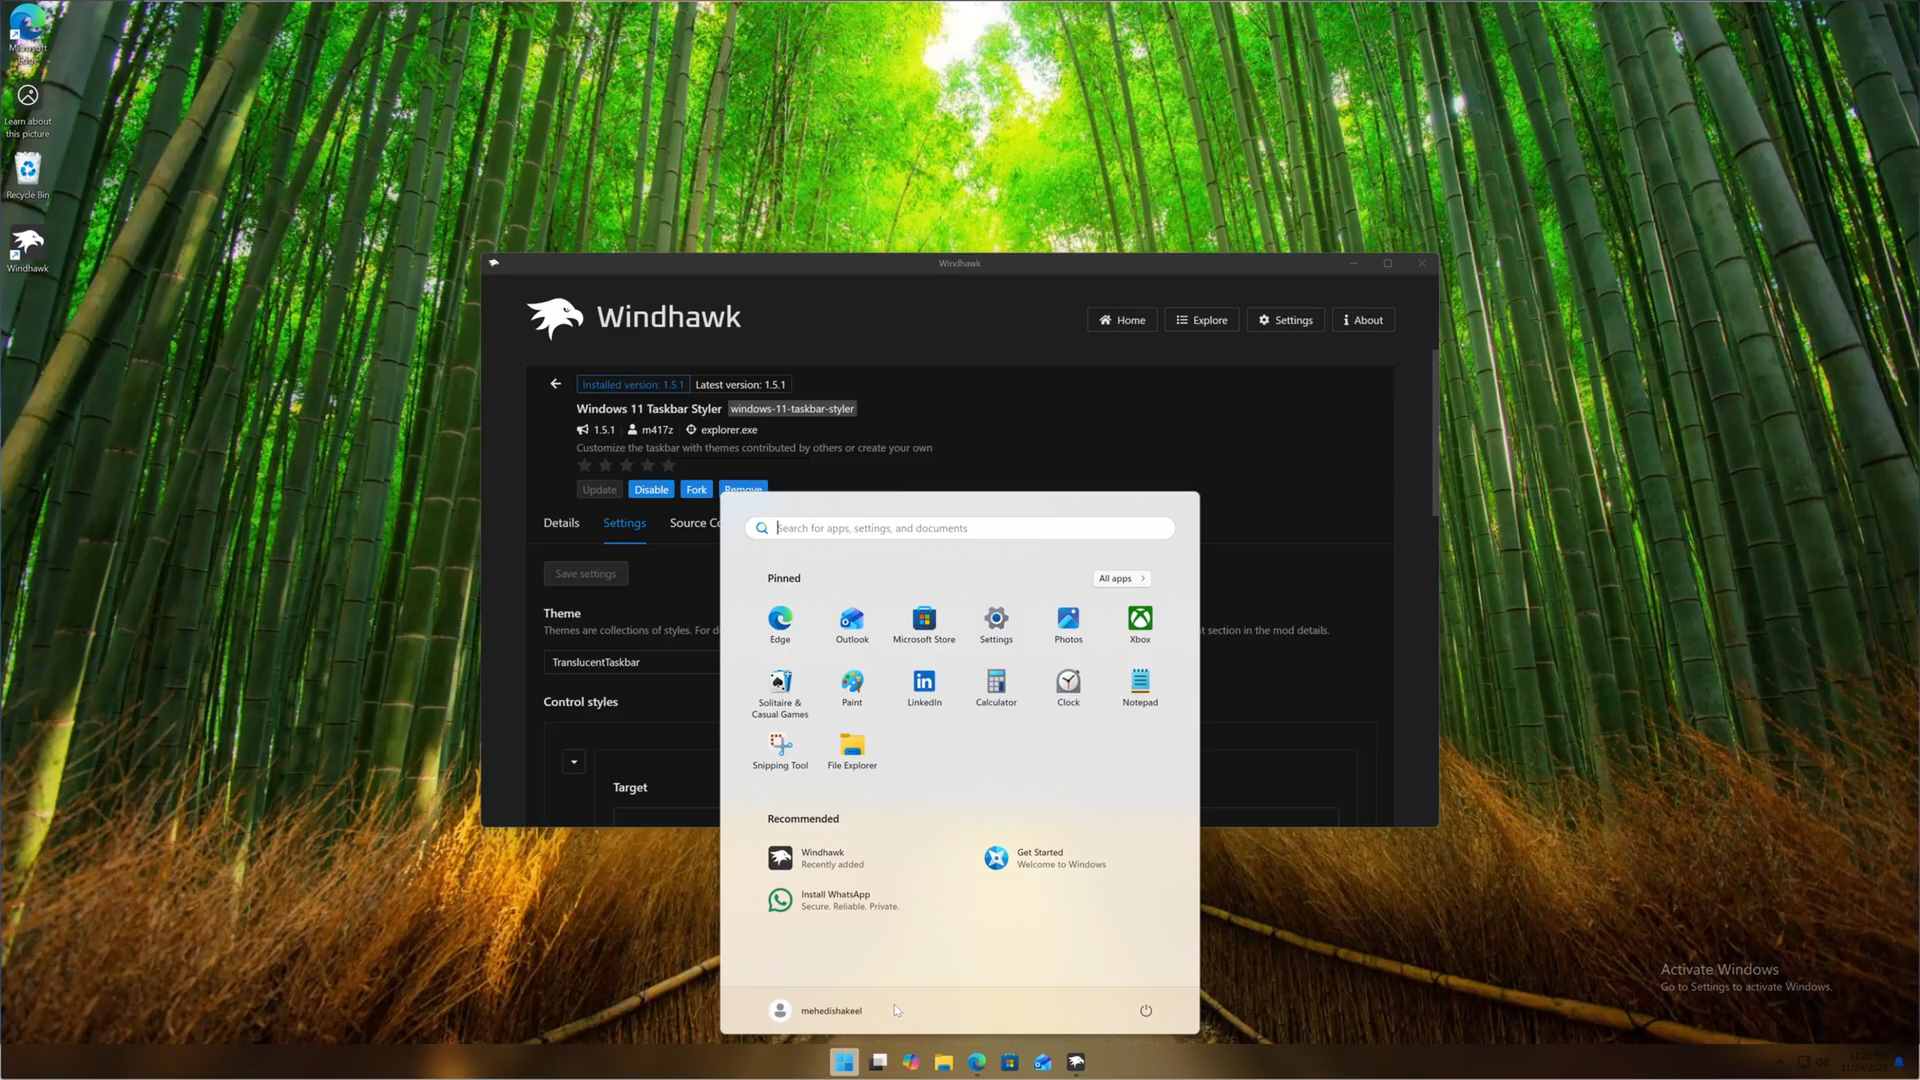 Microsoft
Edge
Learn about
this picture
Recycle Bin
Windhawk
Windhawk
Windhawk
Home
Explore
Settings
About
Installed version: 1.5.1
Latest version: 1.5.1
Windows 11 Taskbar Styler
windows-11-taskbar-styler
1.5.1
m417z
explorer.exe
Customize the taskbar with themes contributed by others or create your own
Update
Disable
Fork
Remove
Details
Settings
Source Co
Save settings
Theme
Themes are collections of styles. For d
t section in the mod details.
TranslucentTaskbar
Control styles
Target
Search for apps, settings, and documents
Pinned
All apps
Edge
Outlook
Microsoft Store
Settings
Photos
Xbox
Solitaire &
Casual Games
Paint
LinkedIn
Calculator
Clock
Notepad
Snipping Tool
File Explorer
Recommended
Windhawk
Recently added
Get Started
Welcome to Windows
Install WhatsApp
Secure. Reliable. Private.
mehedishakeel
Activate Windows
Go to Settings to activate Windows.